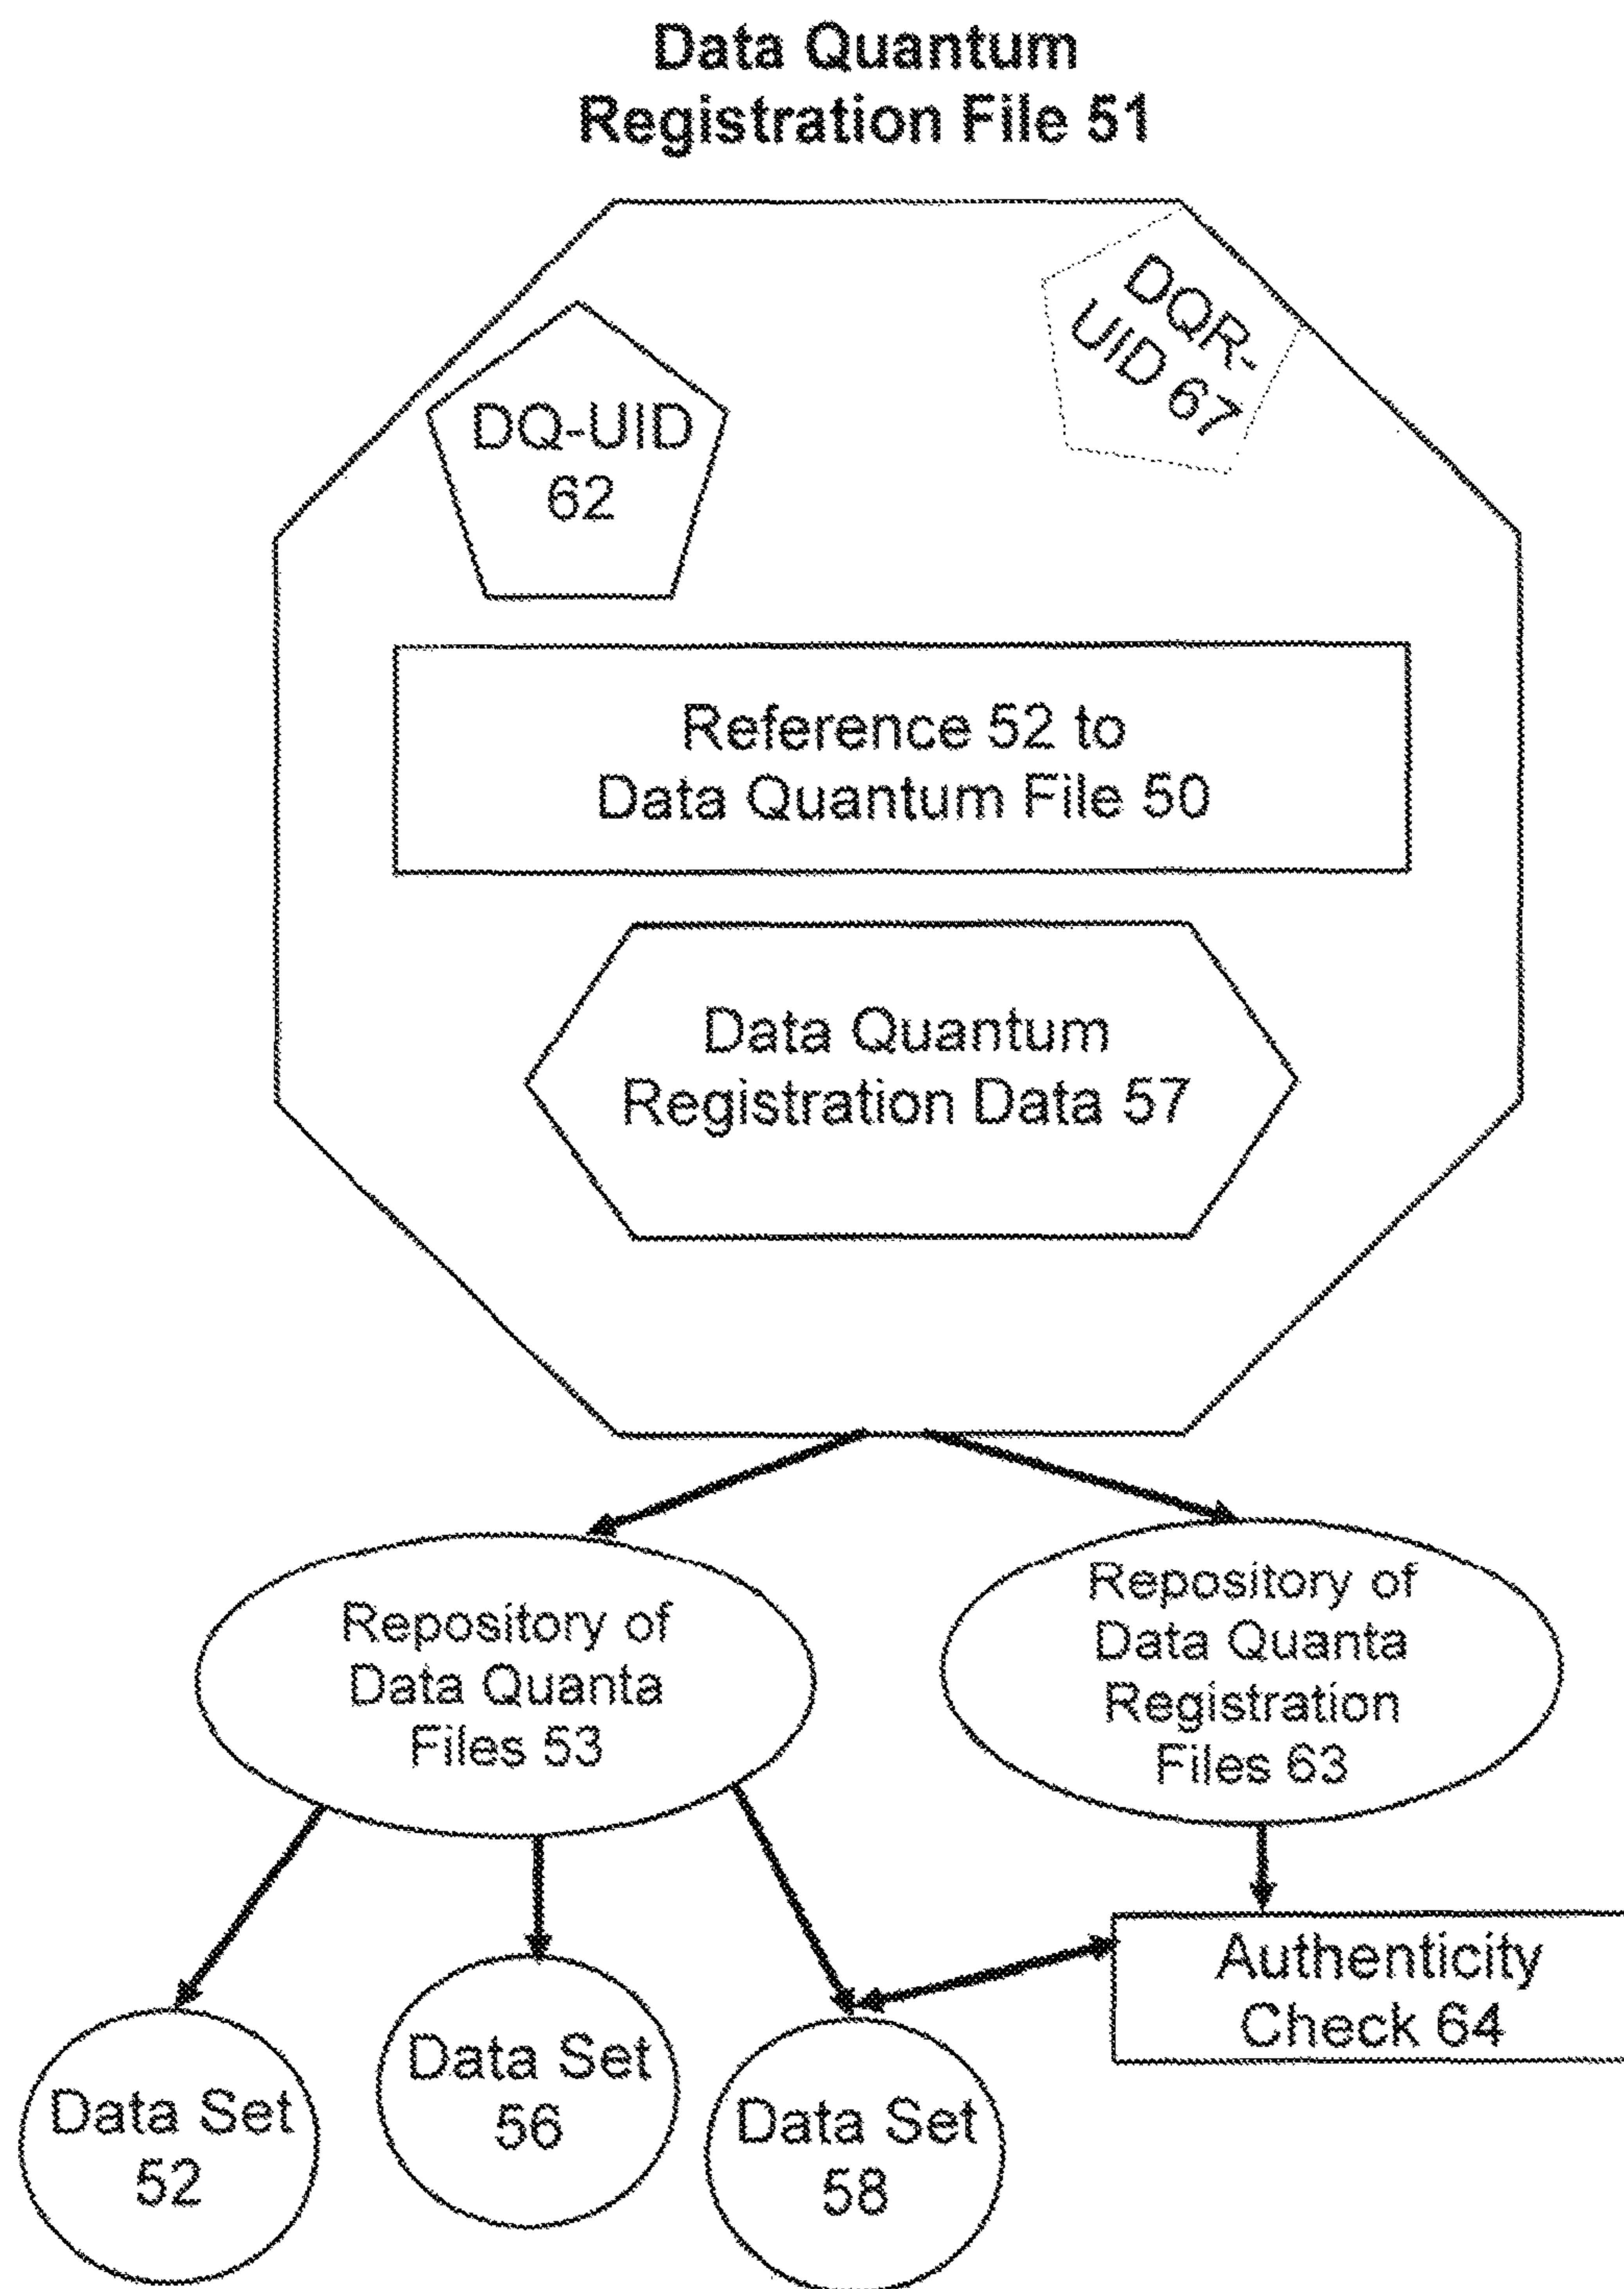 Data Quantum
Registration File 51
DQ-UID
62
DQR-
UID 67
Reference 52 to
Data Quantum File 50
Data Quantum
Registration Data 57
Repository of
Data Quanta
Files 53
Repository of
Data Quanta
Registration
Files 63
Authenticity
Check 64
Data Set
52
Data Set
56
Data Set
58